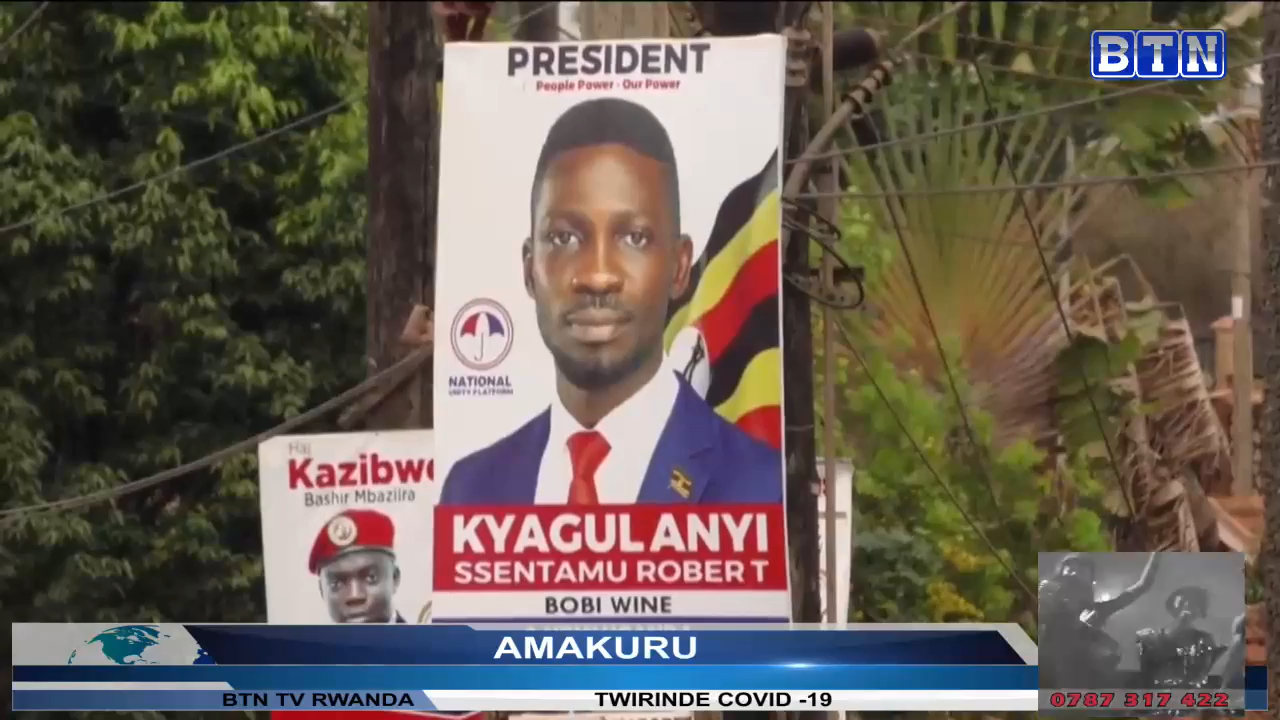 PRESIDENT
People Power - Our Power
BTN
NATIONAL
UNITY PLATFORM
Haj
Kazibwe
Bashir Mbaziira
KYAGULANYI
SSENTAMU ROBERT
BOBI WINE
AMAKURU
BTN TV RWANDA
TWIRINDE COVID -19
0787 317 422